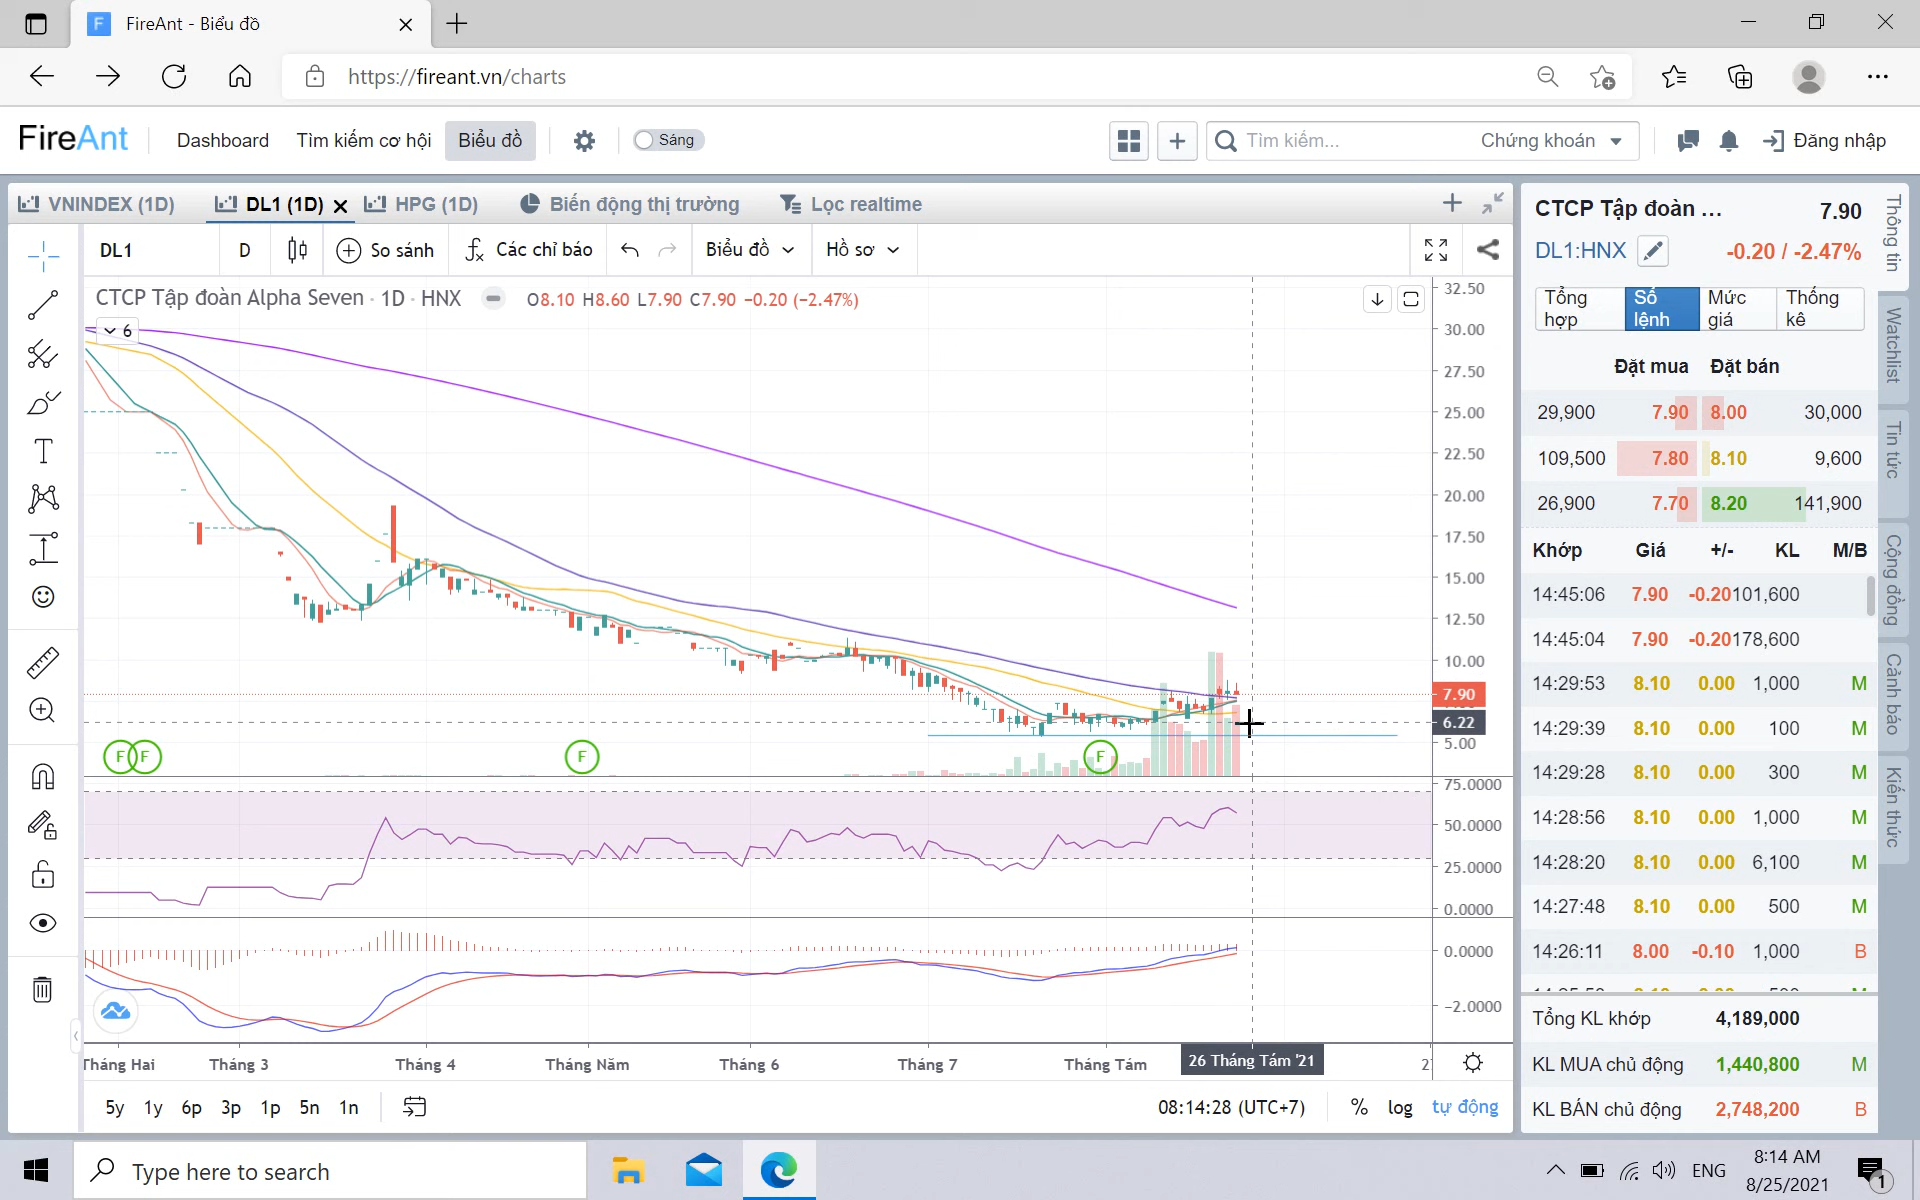 FireAnt - Biểu đồ
https://fireant.vn/charts
FireAnt
Dashboard
Tìm kiếm cơ hội
Biểu đồ
Sáng
Tìm kiếm...
Chứng khoán
Đăng nhập
VNINDEX (1D)
DL1 (1D)
HPG (1D)
Biến động thị trường
Lọc realtime
DL1
D
So sánh
Các chỉ báo
Biểu đồ
Hồ sơ
CTCP Tập đoàn Alpha Seven · 1D · HNX
O8.10 H8.60 L7.90 C7.90 −0.20 (−2.47%)
6
32.50
30.00
27.50
25.00
22.50
20.00
17.50
15.00
12.50
10.00
7.90
6.22
5.00
F F F F
75.0000
50.0000
25.0000
0.0000
0.0000
−2.0000
Tháng Hai
Tháng 3
Tháng 4
Tháng Năm
Tháng 6
Tháng 7
Tháng Tám
26 Tháng Tám '21
5y 1y 6p 3p 1p 5n 1n
08:14:28 (UTC+7)
% log tự động
CTCP Tập đoàn ... 7.90
DL1:HNX -0.20 / -2.47%
Tổng hợp
Sổ lệnh
Mức giá
Thống kê
Đặt mua Đặt bán
29,900 7.90 8.00 30,000
109,500 7.80 8.10 9,600
26,900 7.70 8.20 141,900
Khớp Giá +/- KL M/B
14:45:06 7.90 -0.20 101,600
14:45:04 7.90 -0.20 178,600
14:29:53 8.10 0.00 1,000 M
14:29:39 8.10 0.00 100 M
14:29:28 8.10 0.00 300 M
14:28:56 8.10 0.00 1,000 M
14:28:20 8.10 0.00 6,100 M
14:27:48 8.10 0.00 500 M
14:26:11 8.00 -0.10 1,000 B
Tổng KL khớp 4,189,000
KL MUA chủ động 1,440,800 M
KL BÁN chủ động 2,748,200 B
Thông tin
Watchlist
Tin tức
Cộng đồng
Cảnh báo
Kiến thức
Type here to search
ENG
8:14 AM
8/25/2021
1